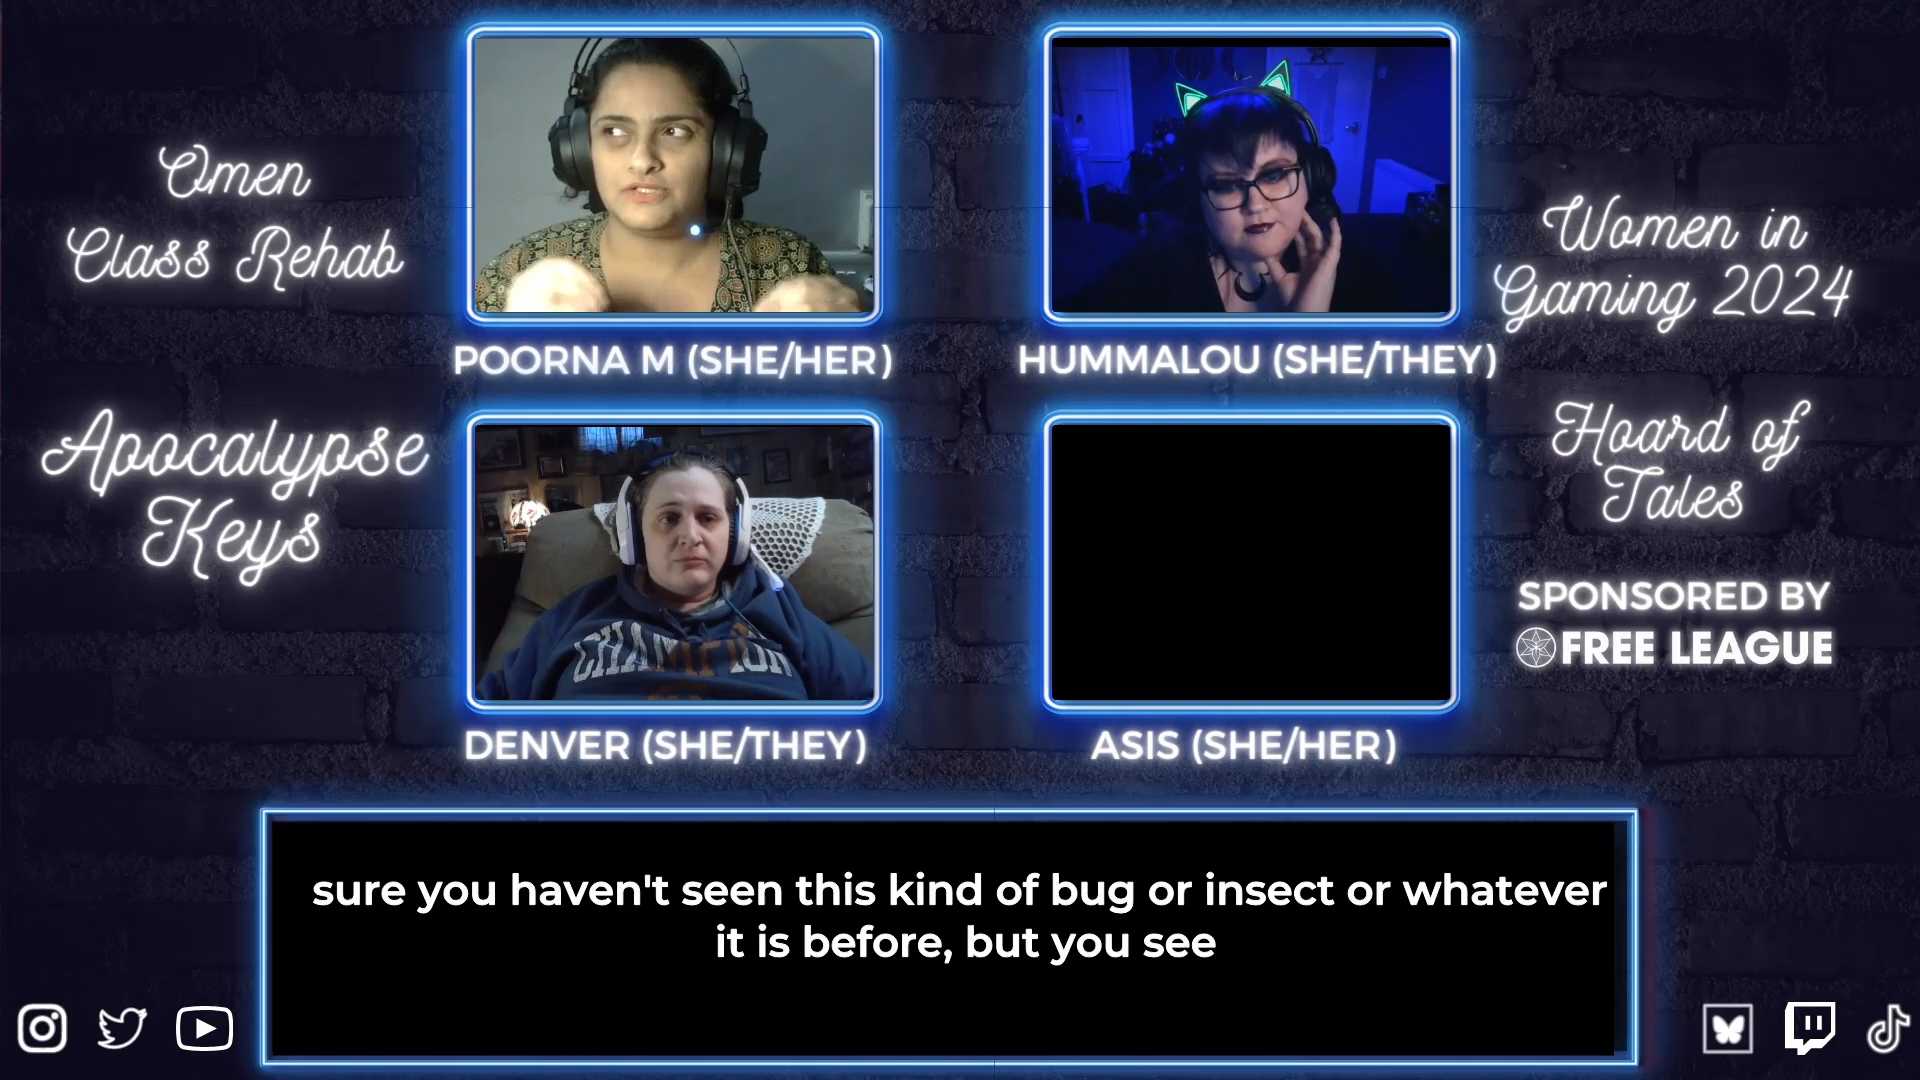 Omen
Class Rehab
Apocalypse
Keys
POORNA M (SHE/HER)
HUMMALOU (SHE/THEY)
DENVER (SHE/THEY)
ASIS (SHE/HER)
Women in
Gaming 2024
Hoard of
Tales
SPONSORED BY
FREE LEAGUE
CHAMPION
sure you haven't seen this kind of bug or insect or whatever
it is before, but you see